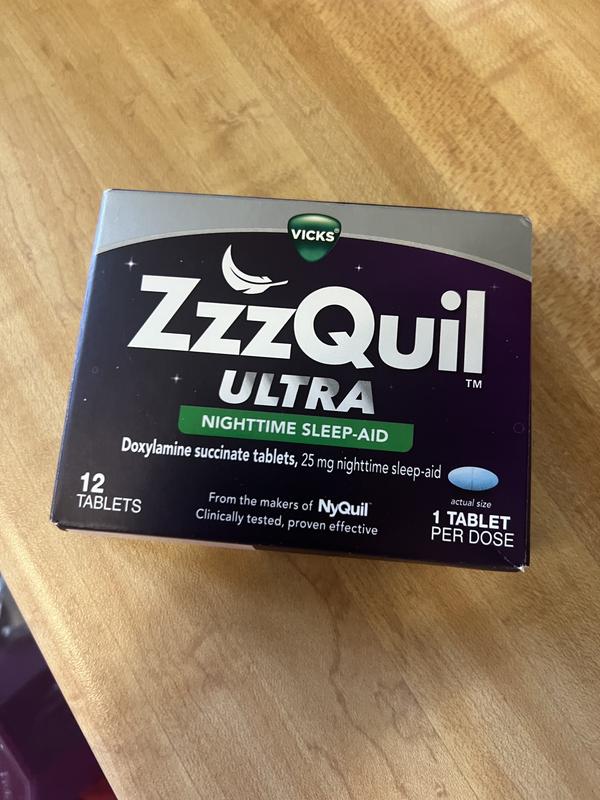 VICKS®
ZzzQuil
™
ULTRA
NIGHTTIME SLEEP-AID
Doxylamine succinate tablets, 25 mg nighttime sleep-aid
12
TABLETS
From the makers of NyQuil™
Clinically tested, proven effective
actual size
1 TABLET
PER DOSE